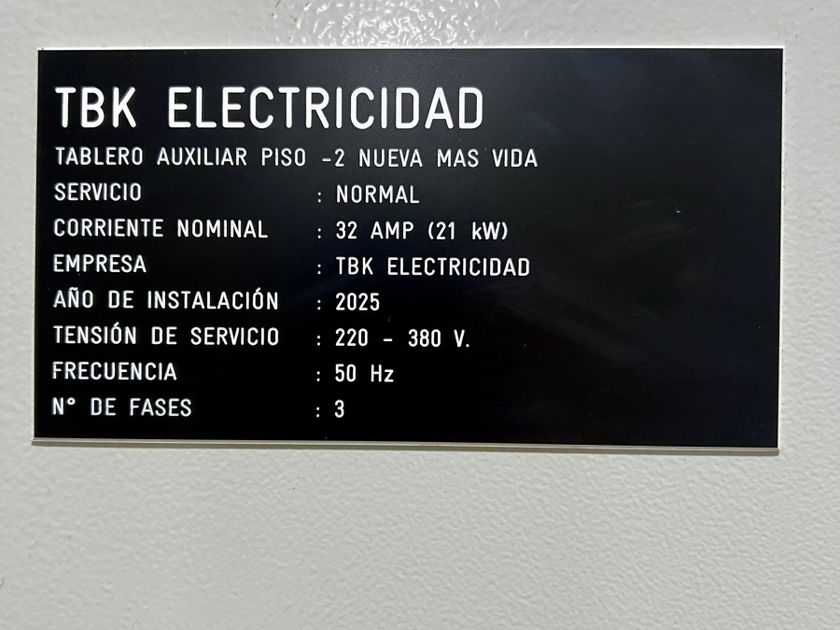 TBK ELECTRICIDAD
TABLERO AUXILIAR PISO -2 NUEVA MAS VIDA
SERVICIO : NORMAL
CORRIENTE NOMINAL : 32 AMP (21 kW)
EMPRESA : TBK ELECTRICIDAD
AÑO DE INSTALACIÓN : 2025
TENSIÓN DE SERVICIO : 220 - 380 V.
FRECUENCIA : 50 Hz
N° DE FASES : 3